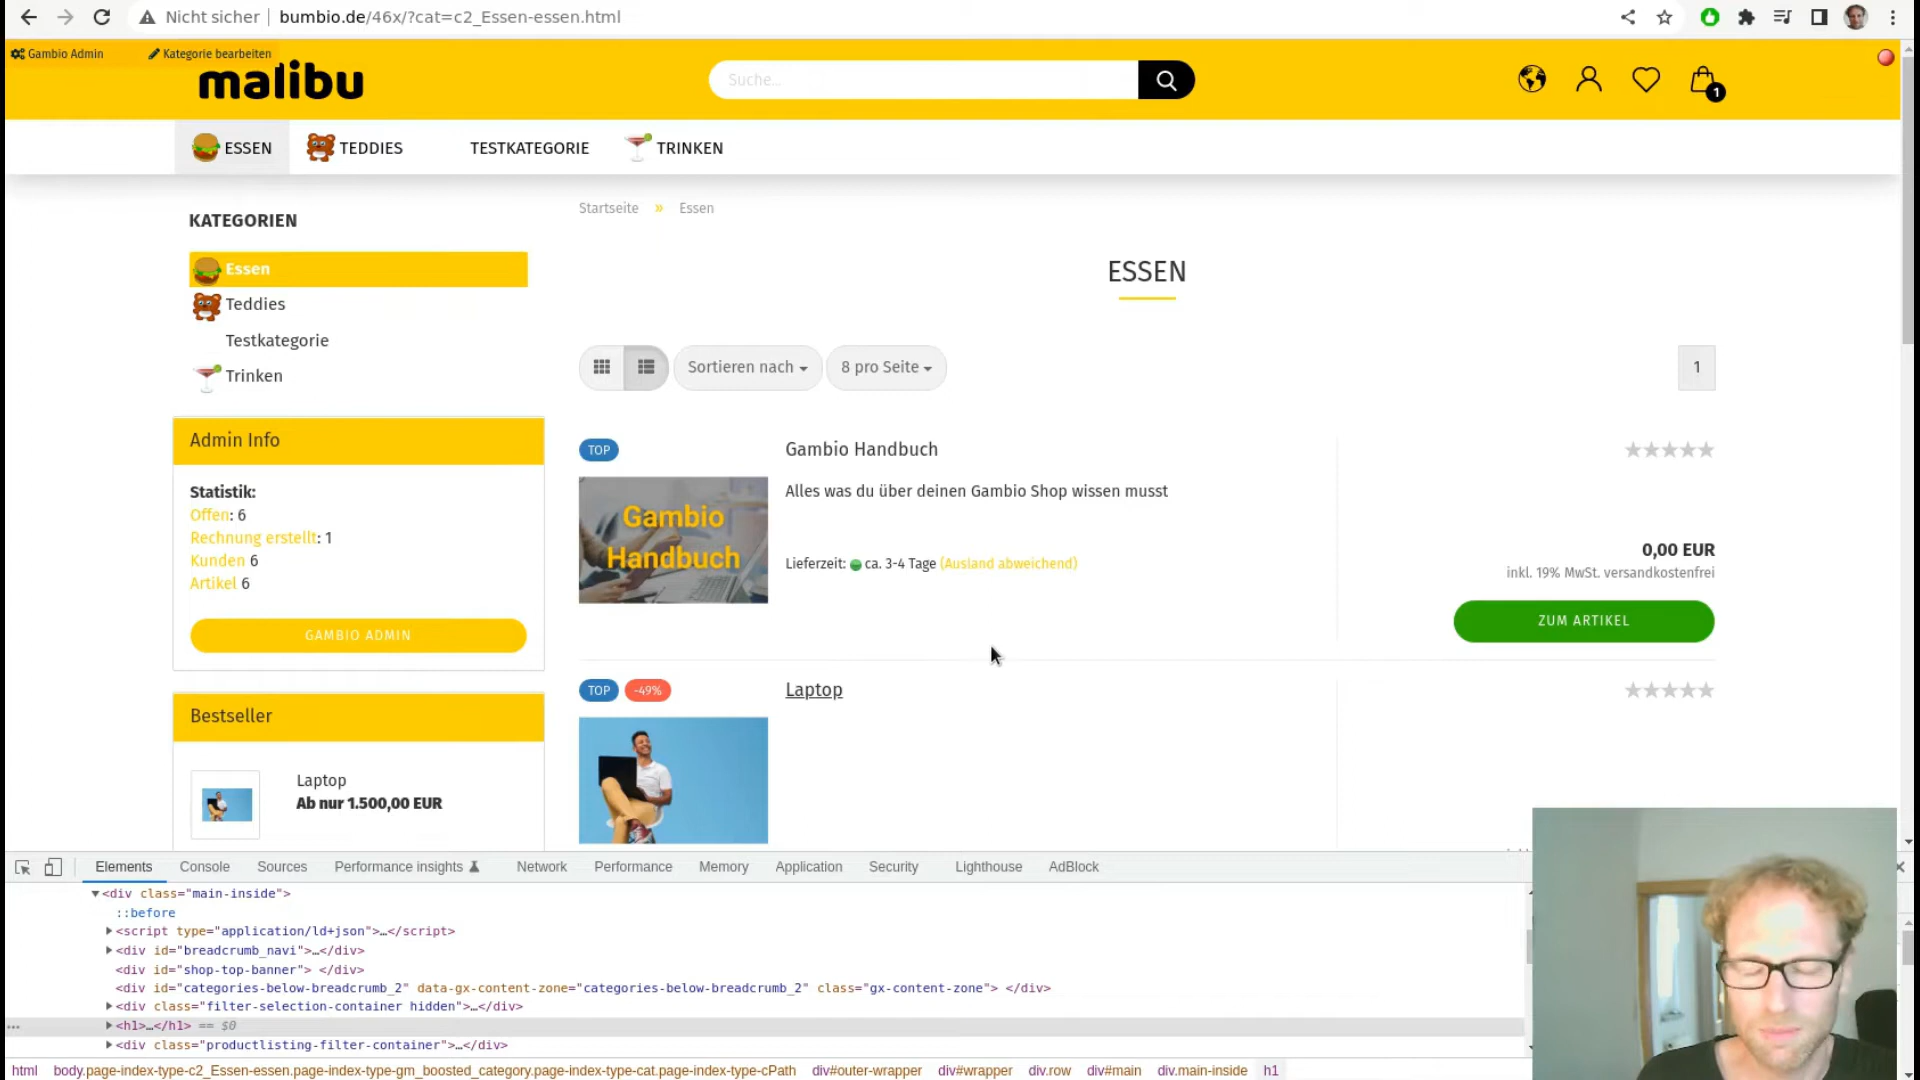 Nicht sicher bumbio.de/46x/?cat=c2_Essen-essen.html
Gambio Admin Kategorie bearbeiten
malibu
Suche...
1
ESSEN TEDDIES TESTKATEGORIE TRINKEN
KATEGORIEN
Essen
Teddies
Testkategorie
Trinken
Admin Info
Statistik:
Offen: 6
Rechnung erstellt: 1
Kunden 6
Artikel 6
GAMBIO ADMIN
Bestseller
Laptop
Ab nur 1.500,00 EUR
Startseite » Essen
ESSEN
Sortieren nach 8 pro Seite 1
TOP
Gambio Handbuch
Gambio
Handbuch
Alles was du über deinen Gambio Shop wissen musst
Lieferzeit: ca. 3-4 Tage (Ausland abweichend)
0,00 EUR
inkl. 19% MwSt. versandkostenfrei
ZUM ARTIKEL
TOP -49%
Laptop
Elements Console Sources Performance insights Network Performance Memory Application Security Lighthouse AdBlock
<div class="main-inside">
::before
<script type="application/ld+json">…</script>
<div id="breadcrumb_navi">…</div>
<div id="shop-top-banner"> </div>
<div id="categories-below-breadcrumb_2" data-gx-content-zone="categories-below-breadcrumb_2" class="gx-content-zone"> </div>
<div class="filter-selection-container hidden">…</div>
<h1>…</h1> == $0
<div class="productlisting-filter-container">…</div>
html body.page-index-type-c2_Essen-essen.page-index-type-gm_boosted_category.page-index-type-cat.page-index-type-cPath div#outer-wrapper div#wrapper div.row div#main div.main-inside h1